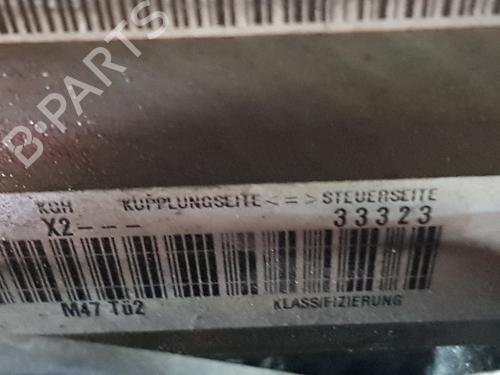 B-PARTS
KGH KUPPLUNGSEITE <=> STEUERSEITE
X2--- 33323
M47 Tü2 KLASSIFIZIERUNG